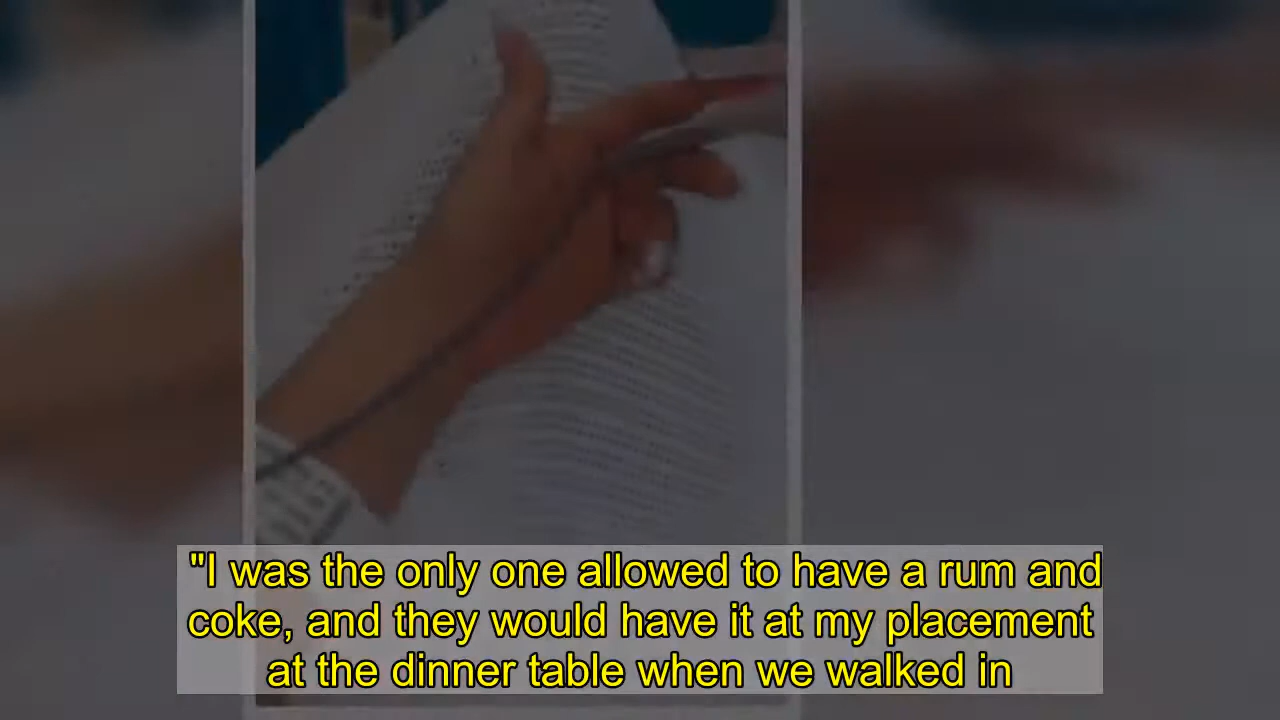 "I was the only one allowed to have a rum and
coke, and they would have it at my placement
at the dinner table when we walked in